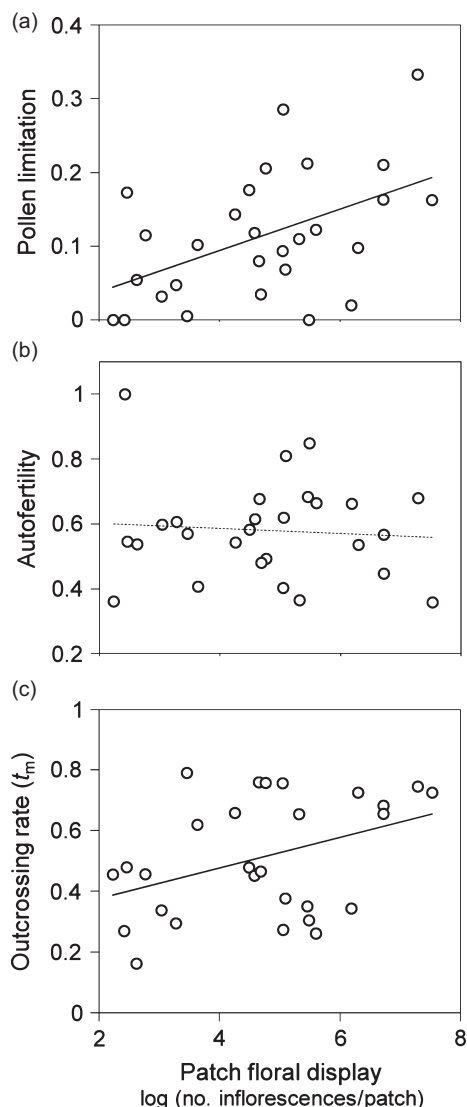 (a)
0.4
0.3
0.2
0.1
0
Pollen limitation
(b)
1
0.8
0.6
0.4
0.2
Autofertility
(c)
1
0.8
0.6
0.4
0.2
0
Outcrossing rate (tm)
2 4 6 8
Patch floral display
log (no. inflorescences/patch)